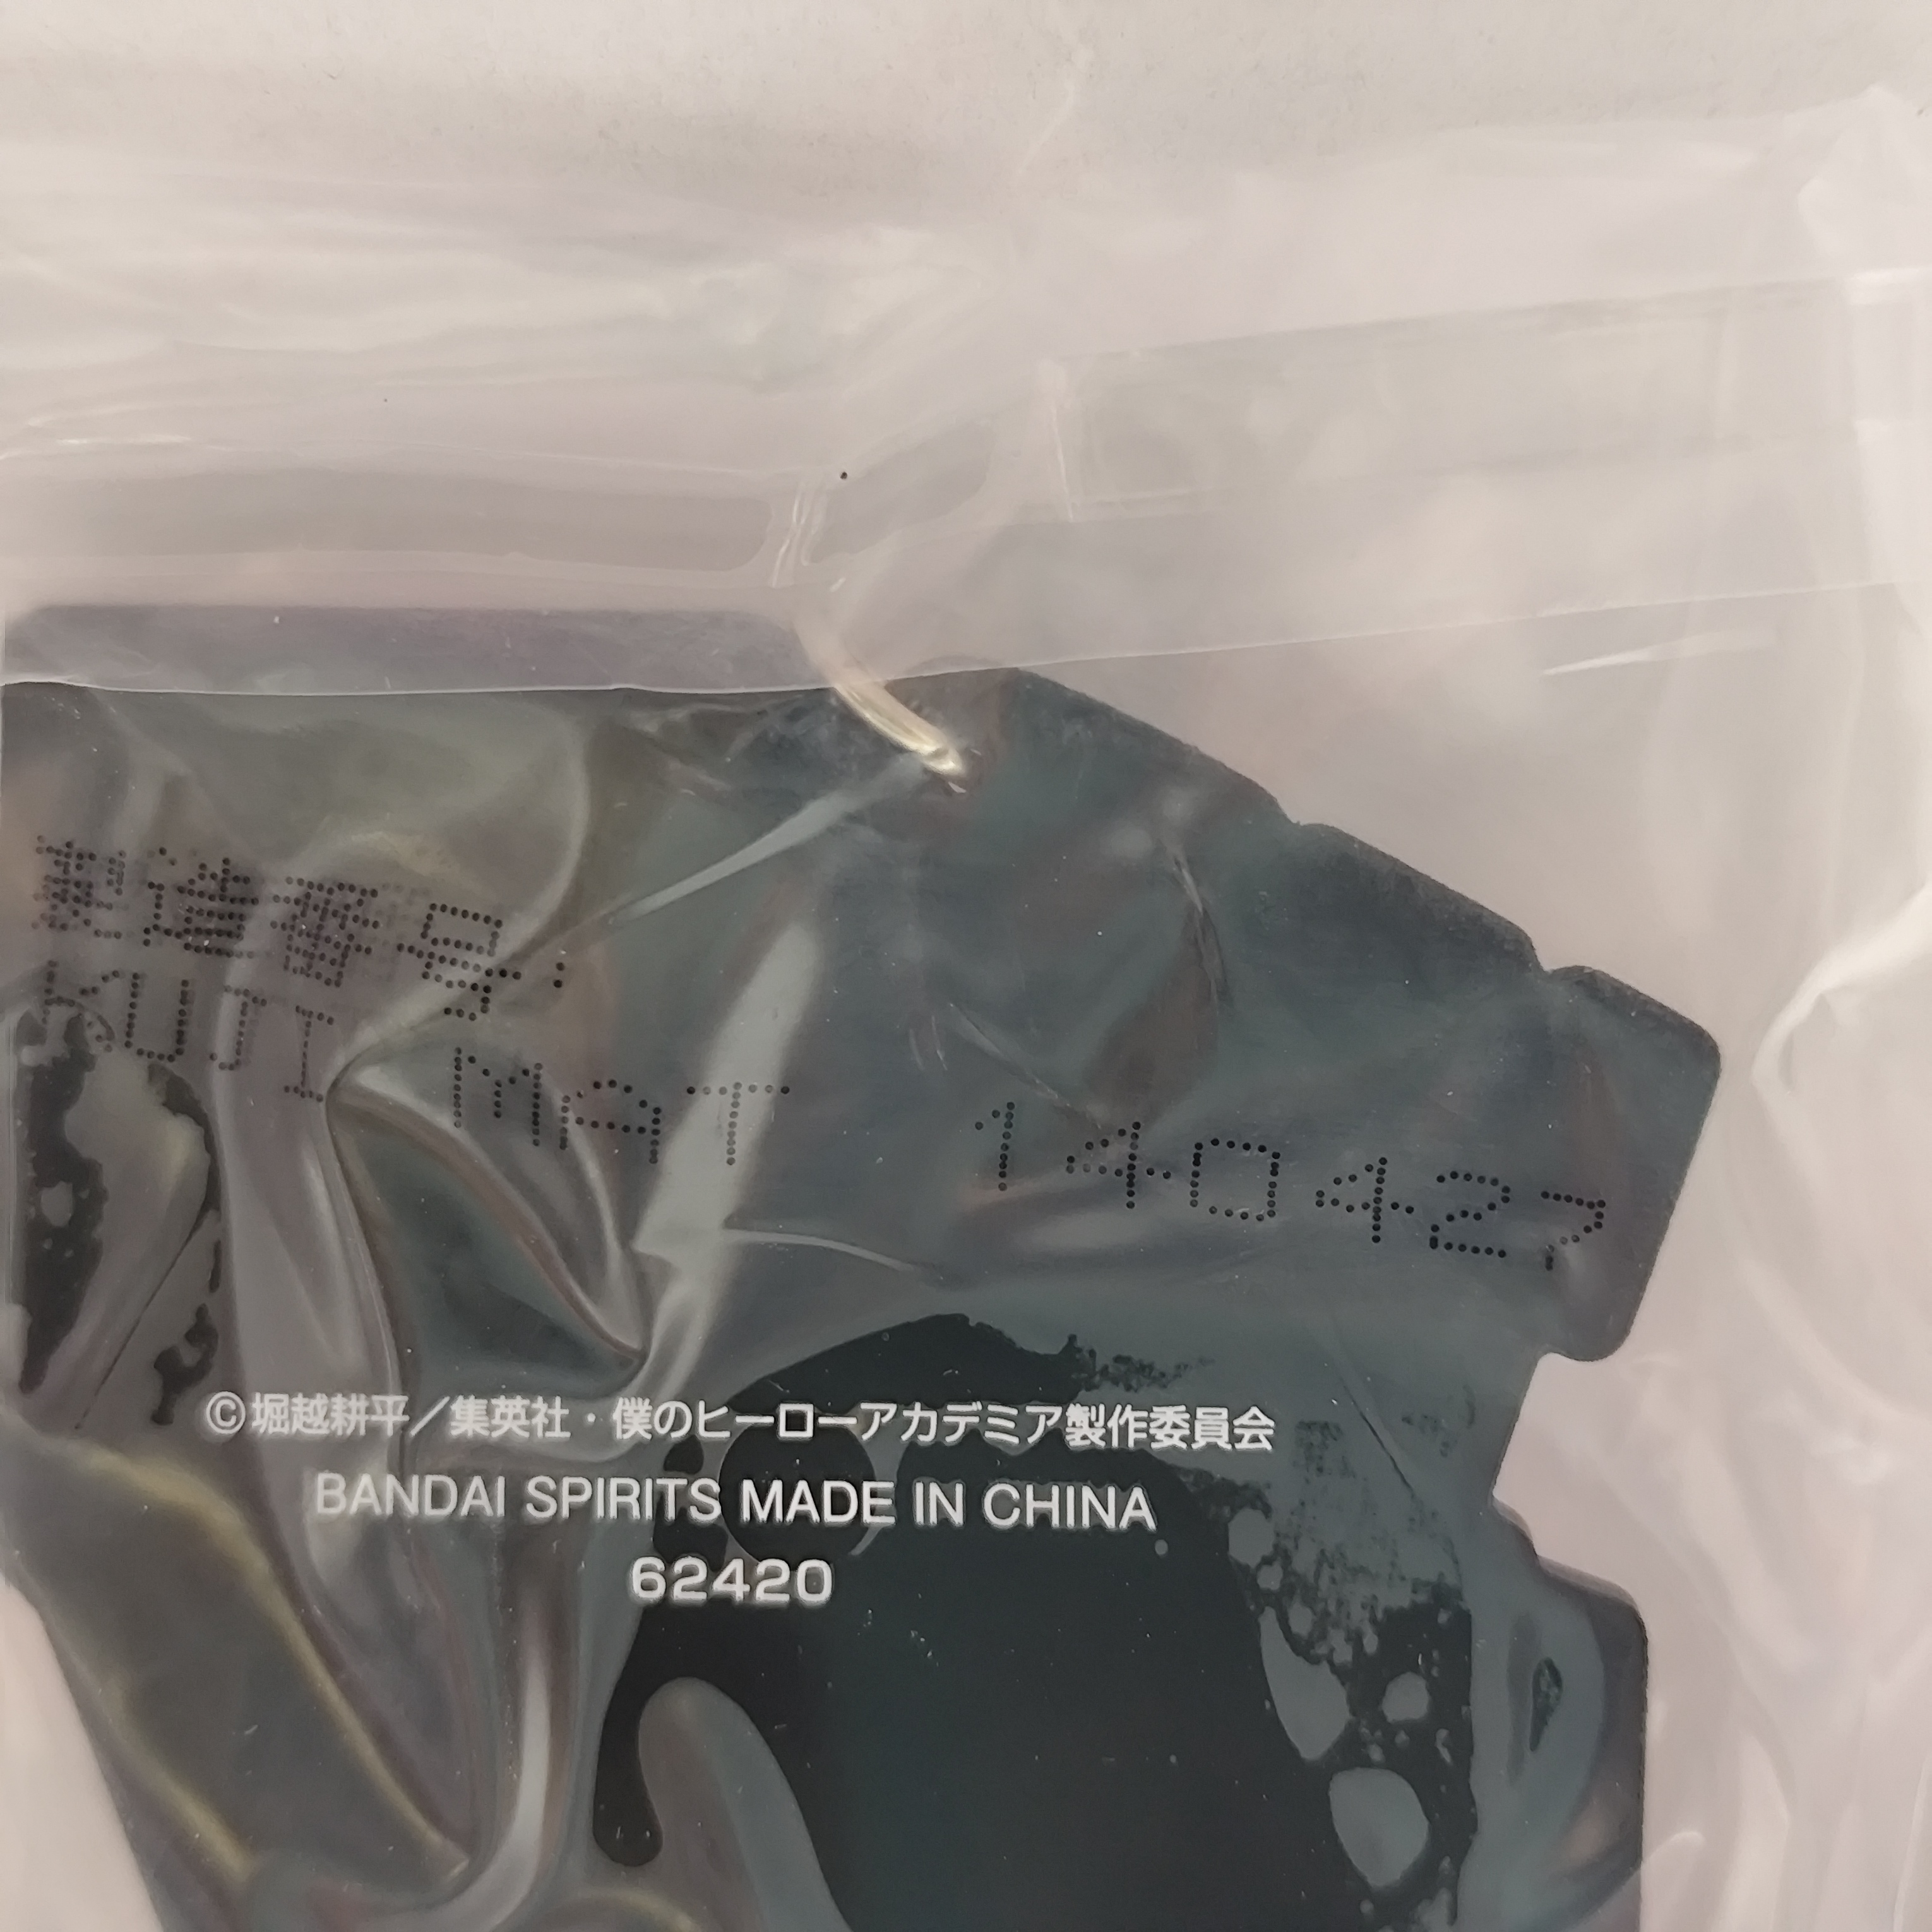 製造番号:
KUJI MAT 140427
©堀越耕平／集英社・僕のヒーローアカデミア製作委員会
BANDAI SPIRITS MADE IN CHINA
62420